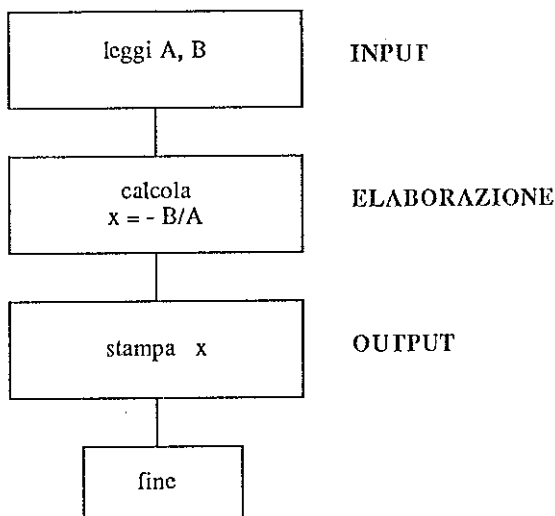 leggi A, B
INPUT
calcola
x = - B/A
ELABORAZIONE
stampa x
OUTPUT
fine